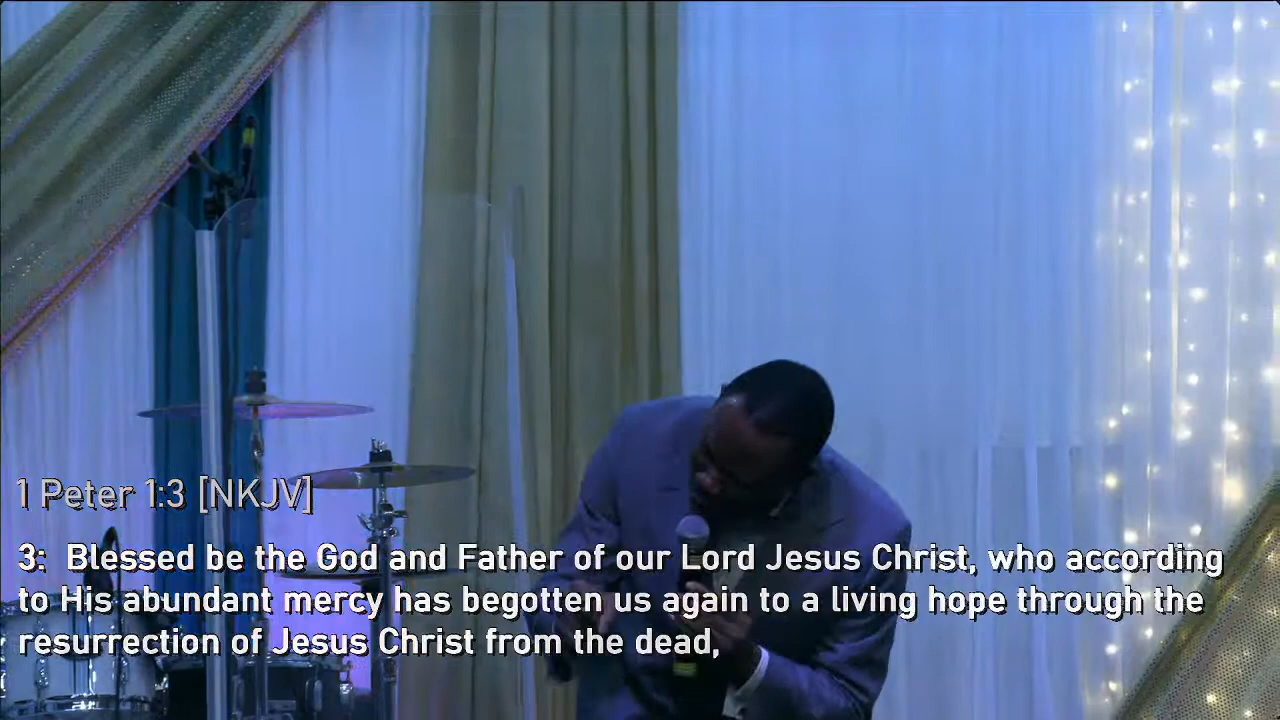 1 Peter 1:3 [NKJV]
3: Blessed be the God and Father of our Lord Jesus Christ, who according
to His abundant mercy has begotten us again to a living hope through the
resurrection of Jesus Christ from the dead,